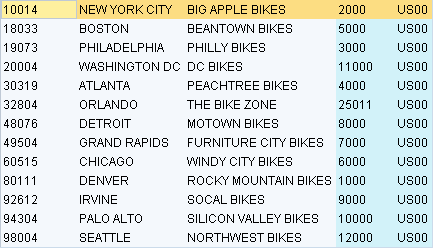 10014 NEW YORK CITY BIG APPLE BIKES 2000 US00
18033 BOSTON BEANTOWN BIKES 5000 US00
19073 PHILADELPHIA PHILLY BIKES 3000 US00
20004 WASHINGTON DC DC BIKES 11000 US00
30319 ATLANTA PEACHTREE BIKES 4000 US00
32804 ORLANDO THE BIKE ZONE 25011 US00
48076 DETROIT MOTOWN BIKES 8000 US00
49504 GRAND RAPIDS FURNITURE CITY BIKES 7000 US00
60515 CHICAGO WINDY CITY BIKES 6000 US00
80111 DENVER ROCKY MOUNTAIN BIKES 1000 US00
92612 IRVINE SOCAL BIKES 9000 US00
94304 PALO ALTO SILICON VALLEY BIKES 10000 US00
98004 SEATTLE NORTHWEST BIKES 12000 US00